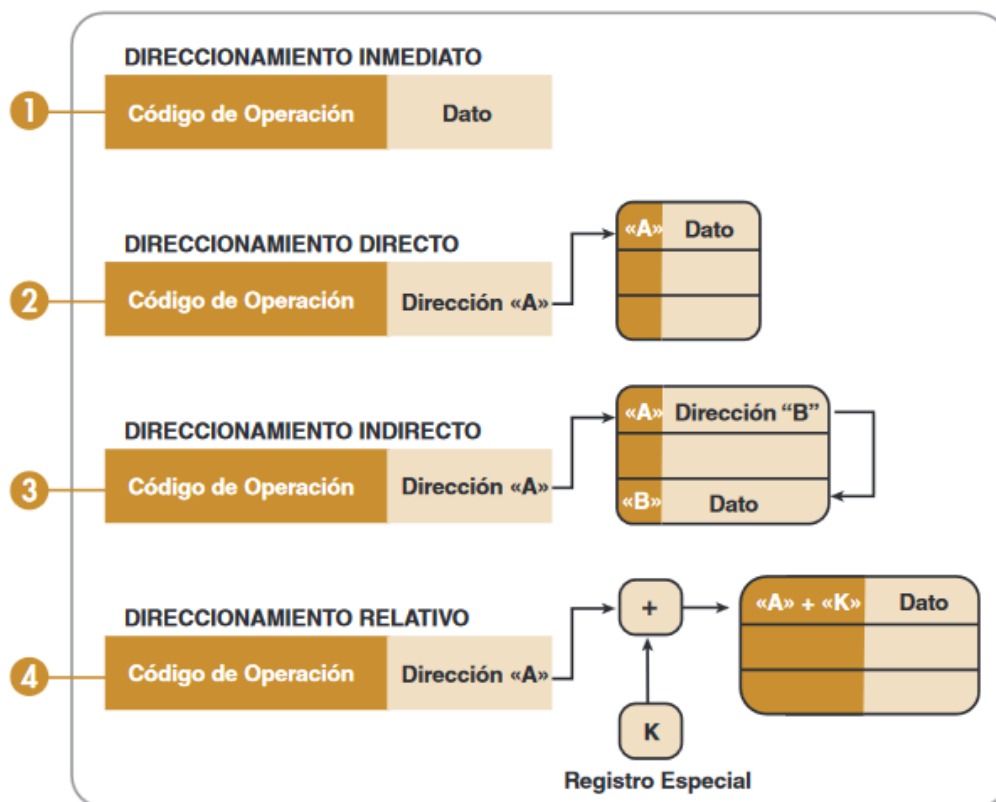 DIRECCIONAMIENTO INMEDIATO
1
Código de Operación
Dato
DIRECCIONAMIENTO DIRECTO
2
Código de Operación
Dirección «A»
«A»
Dato
DIRECCIONAMIENTO INDIRECTO
3
Código de Operación
Dirección «A»
«A»
Dirección “B”
«B»
Dato
DIRECCIONAMIENTO RELATIVO
4
Código de Operación
Dirección «A»
+
«A» + «K»
Dato
K
Registro Especial